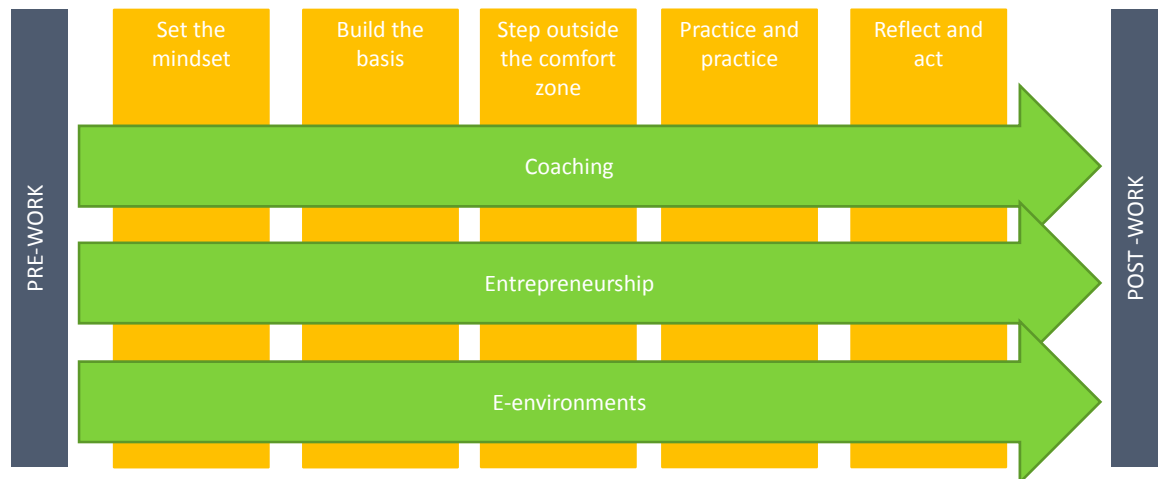 PRE-WORK
Set the
mindset
Build the
basis
Step outside
the comfort
zone
Practice and
practice
Reflect and
act
Coaching
Entrepreneurship
E-environments
POST -WORK